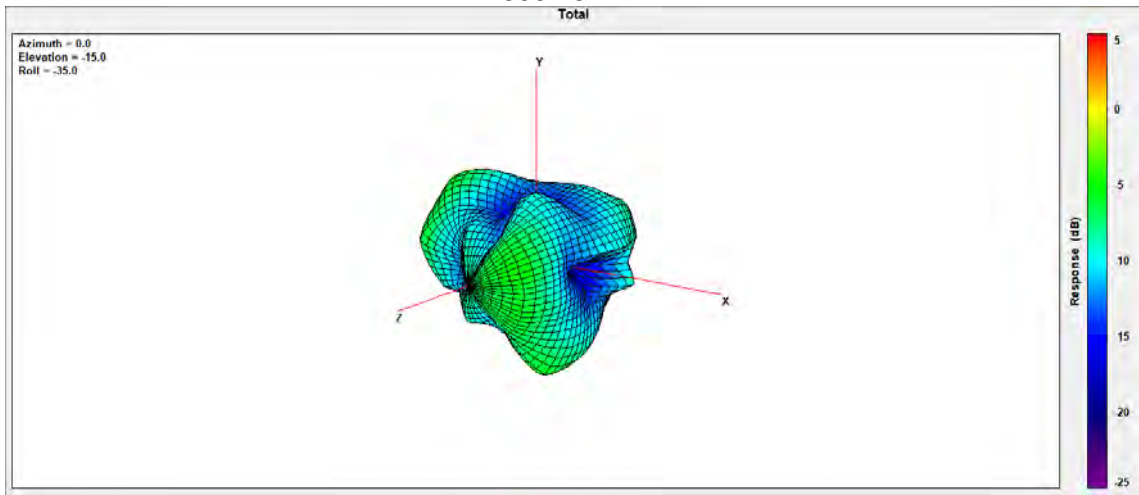 Total
Azimuth = 0.0
Elevation = -15.0
Roll = -35.0
Y
X
Z
5
0
-5
-10
-15
-20
-25
Response (dB)